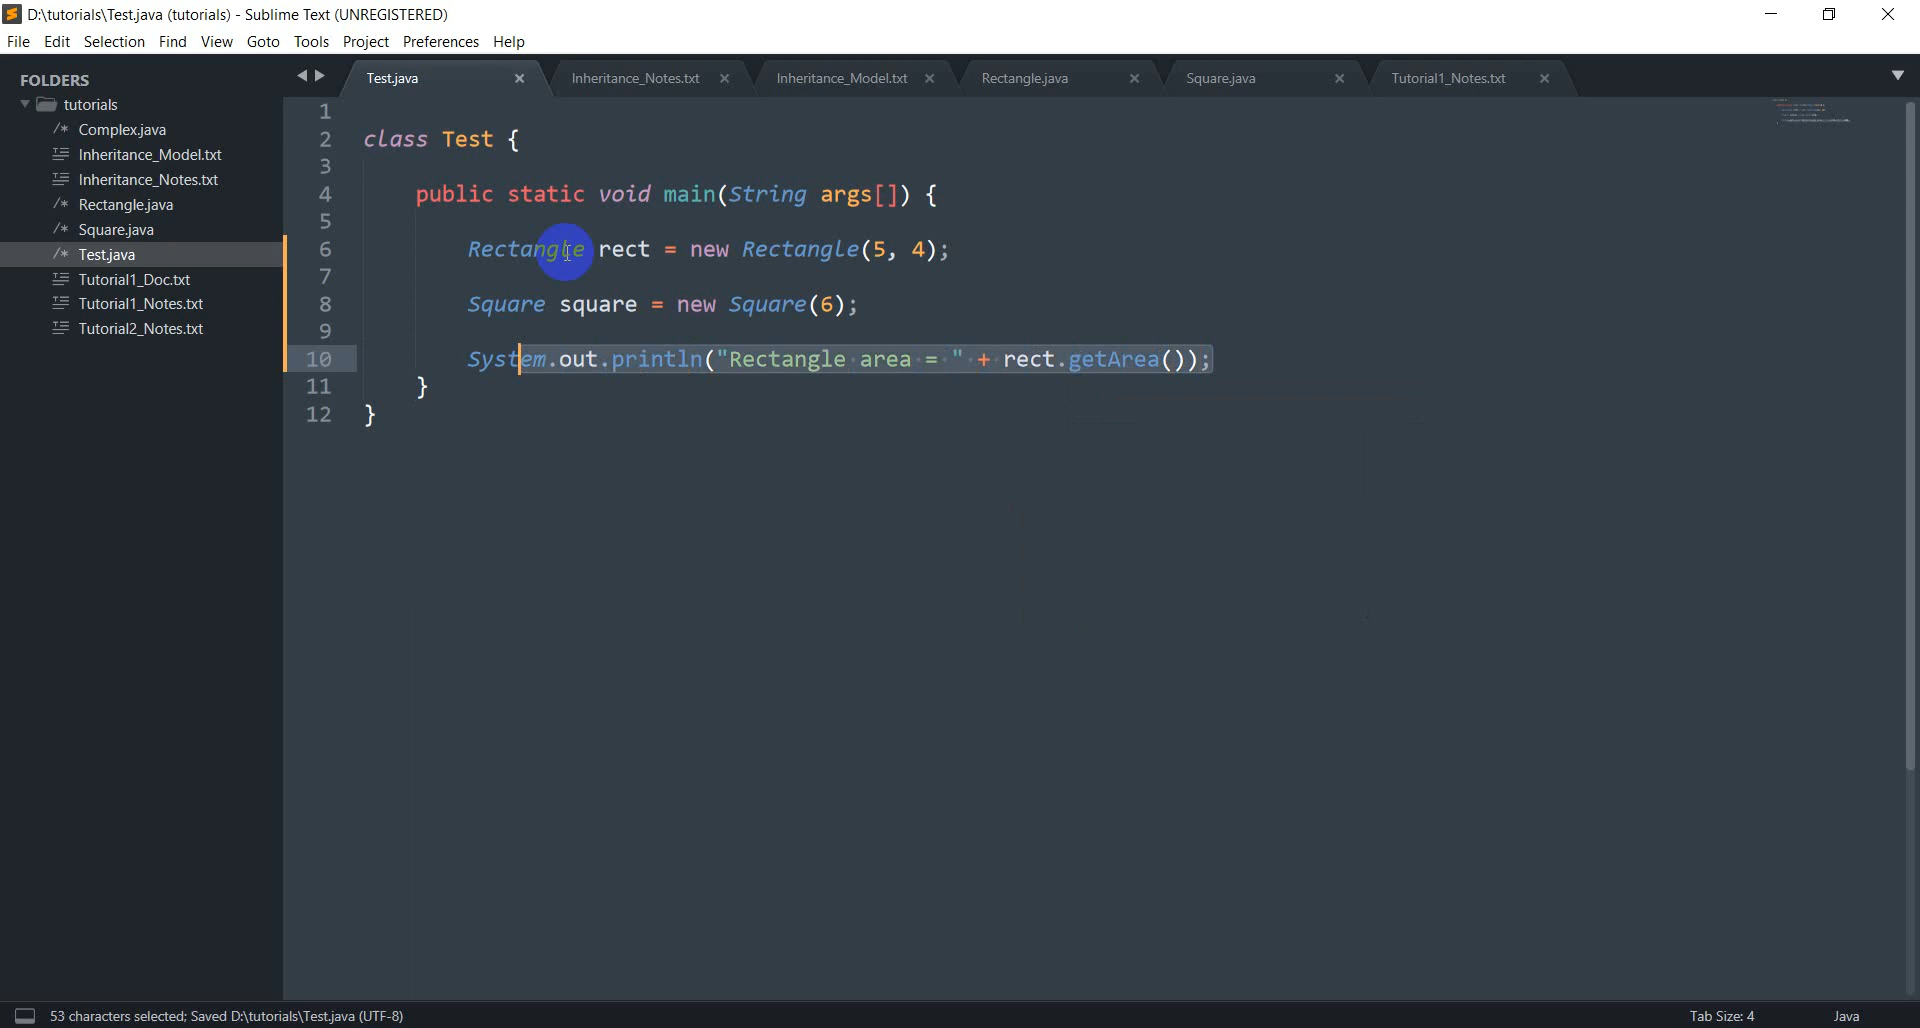 D:\tutorials\Test.java (tutorials) - Sublime Text (UNREGISTERED)
File Edit Selection Find View Goto Tools Project Preferences Help
FOLDERS
tutorials
/* Complex.java
Inheritance_Model.txt
Inheritance_Notes.txt
/* Rectangle.java
/* Square.java
/* Test.java
Tutorial1_Doc.txt
Tutorial1_Notes.txt
Tutorial2_Notes.txt
Test.java Inheritance_Notes.txt Inheritance_Model.txt Rectangle.java Square.java Tutorial1_Notes.txt
1
2 class Test {
3
4 public static void main(String args[]) {
5
6 Rectangle rect = new Rectangle(5, 4);
7
8 Square square = new Square(6);
9
10 System.out.println("Rectangle area = " + rect.getArea());
11 }
12 }
53 characters selected; Saved D:\tutorials\Test.java (UTF-8) Tab Size: 4 Java